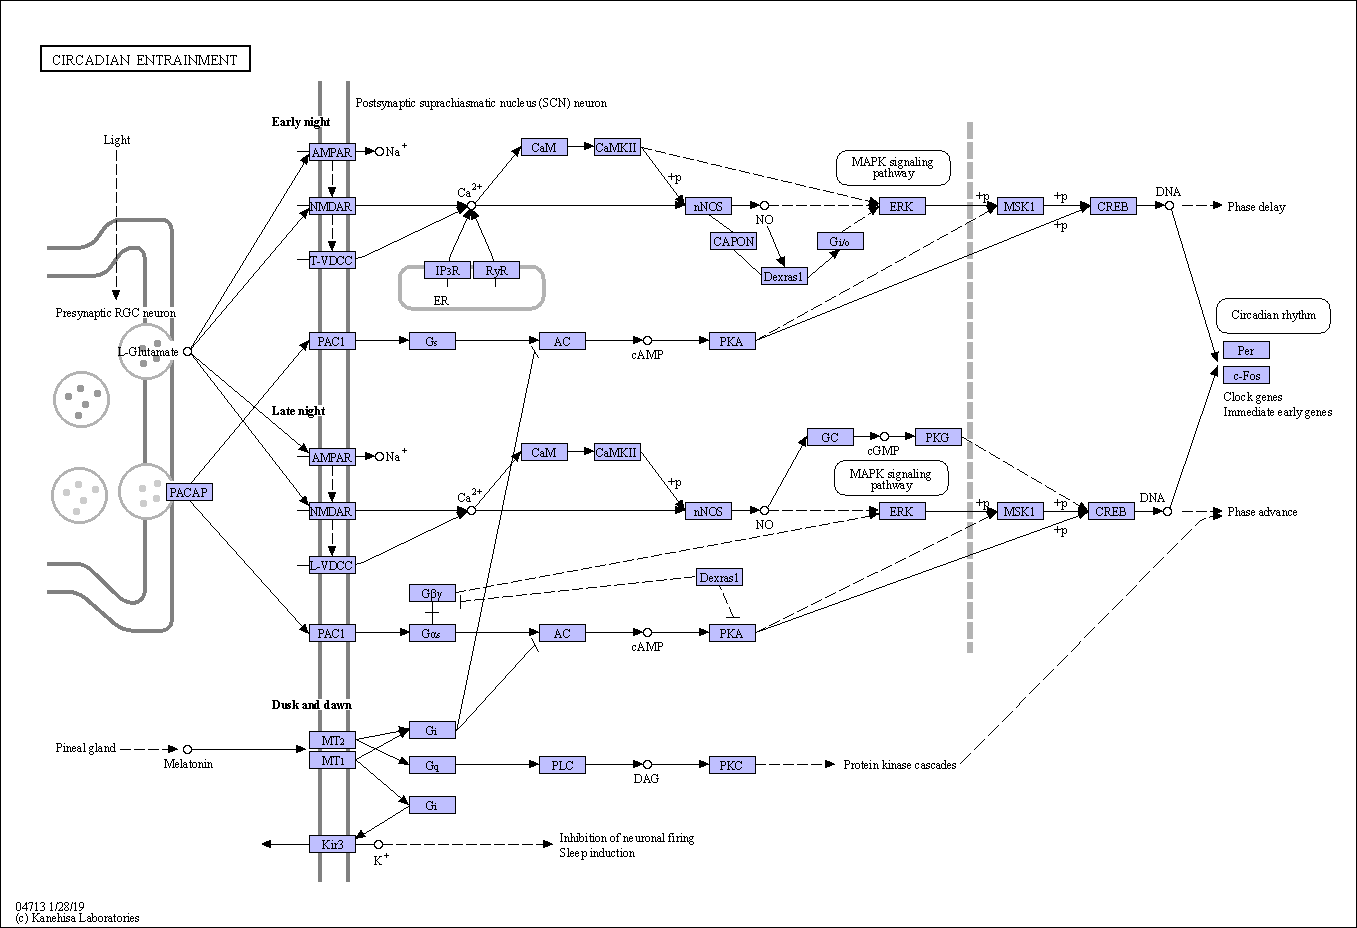 CIRCADIAN ENTRAINMENT
Postsynaptic suprachiasmatic nucleus (SCN) neuron
Early night
Light
AMPAR
Na+
CaM
CaMKII
MAPK signaling
pathway
+p
Ca2+
NMDAR
nNOS
NO
ERK
+p
MSK1
+p
CREB
DNA
Phase delay
+p
CAPON
Gi/o
T-VDCC
IP3R
RyR
Dexras1
ER
Presynaptic RGC neuron
Circadian rhythm
L-Glutamate
PAC1
Gs
AC
cAMP
PKA
Per
c-Fos
Clock genes
Immediate early genes
Late night
AMPAR
Na+
CaM
CaMKII
GC
cGMP
PKG
MAPK signaling
pathway
+p
PACAP
Ca2+
NMDAR
nNOS
NO
ERK
+p
MSK1
+p
CREB
DNA
Phase advance
+p
L-VDCC
Dexras1
Gβγ
PAC1
Gαs
AC
cAMP
PKA
Dusk and dawn
Gi
Pineal gland
Melatonin
MT2
MT1
Gq
PLC
DAG
PKC
Protein kinase cascades
Gi
Kir3
K+
Inhibition of neuronal firing
Sleep induction
04713 1/28/19
(c) Kanehisa Laboratories